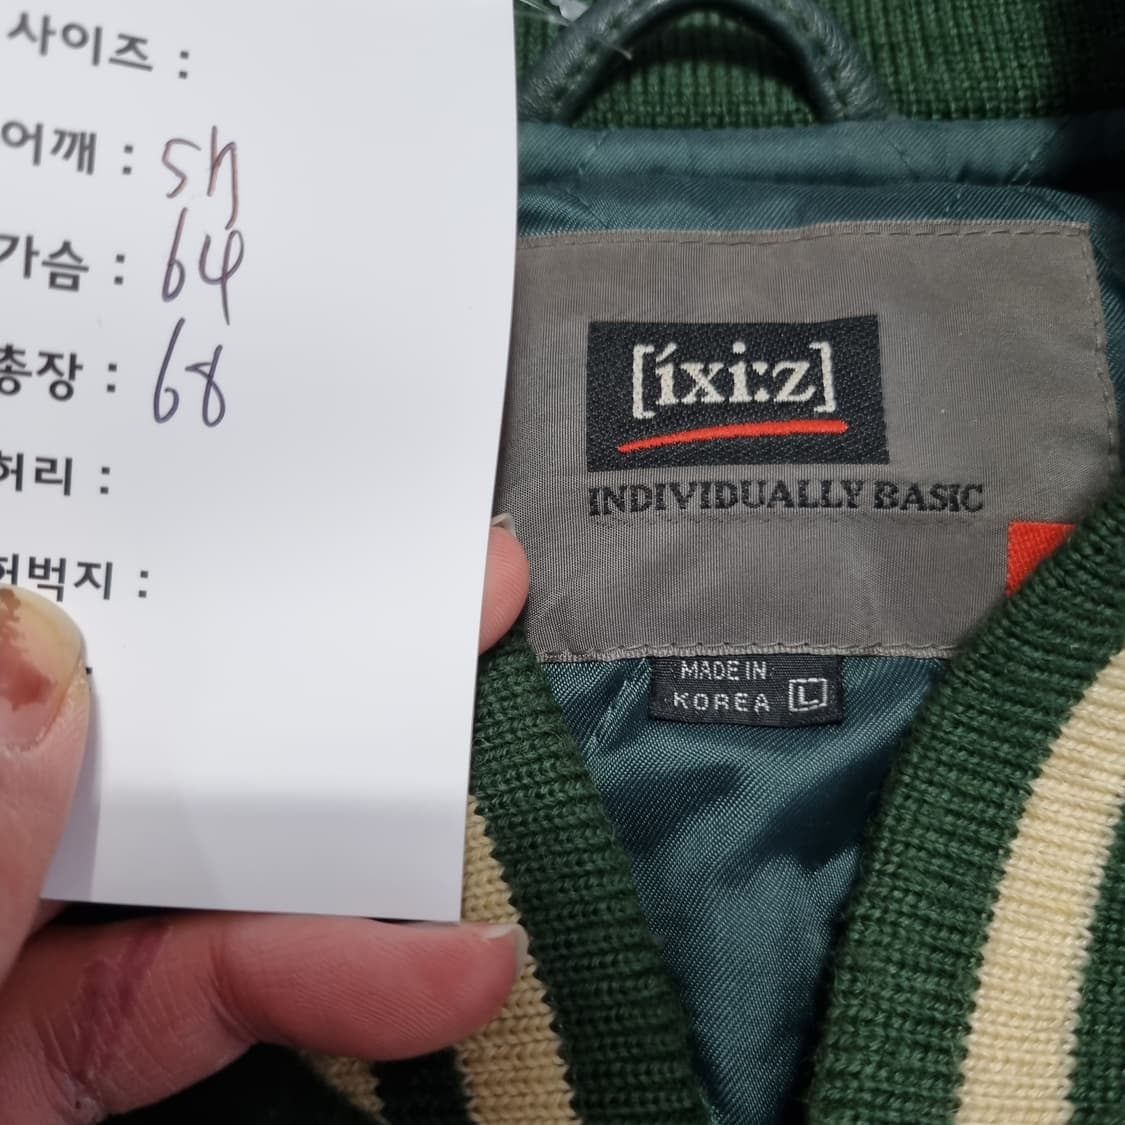 사이즈 :
어깨 : 54
가슴 : 64
총장 : 68
허리 :
허벅지 :
[íxi:z]
INDIVIDUALLY BASIC
MADE IN
KOREA L